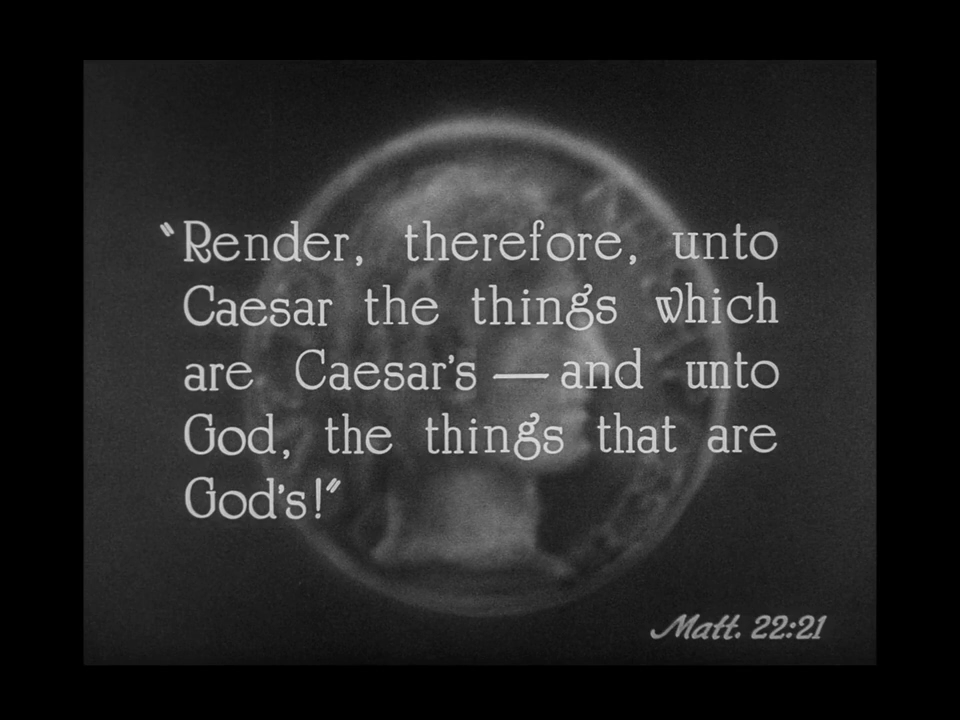 “Render, therefore, unto
Caesar the things which
are Caesar's — and unto
God, the things that are
God's!”
Matt. 22:21